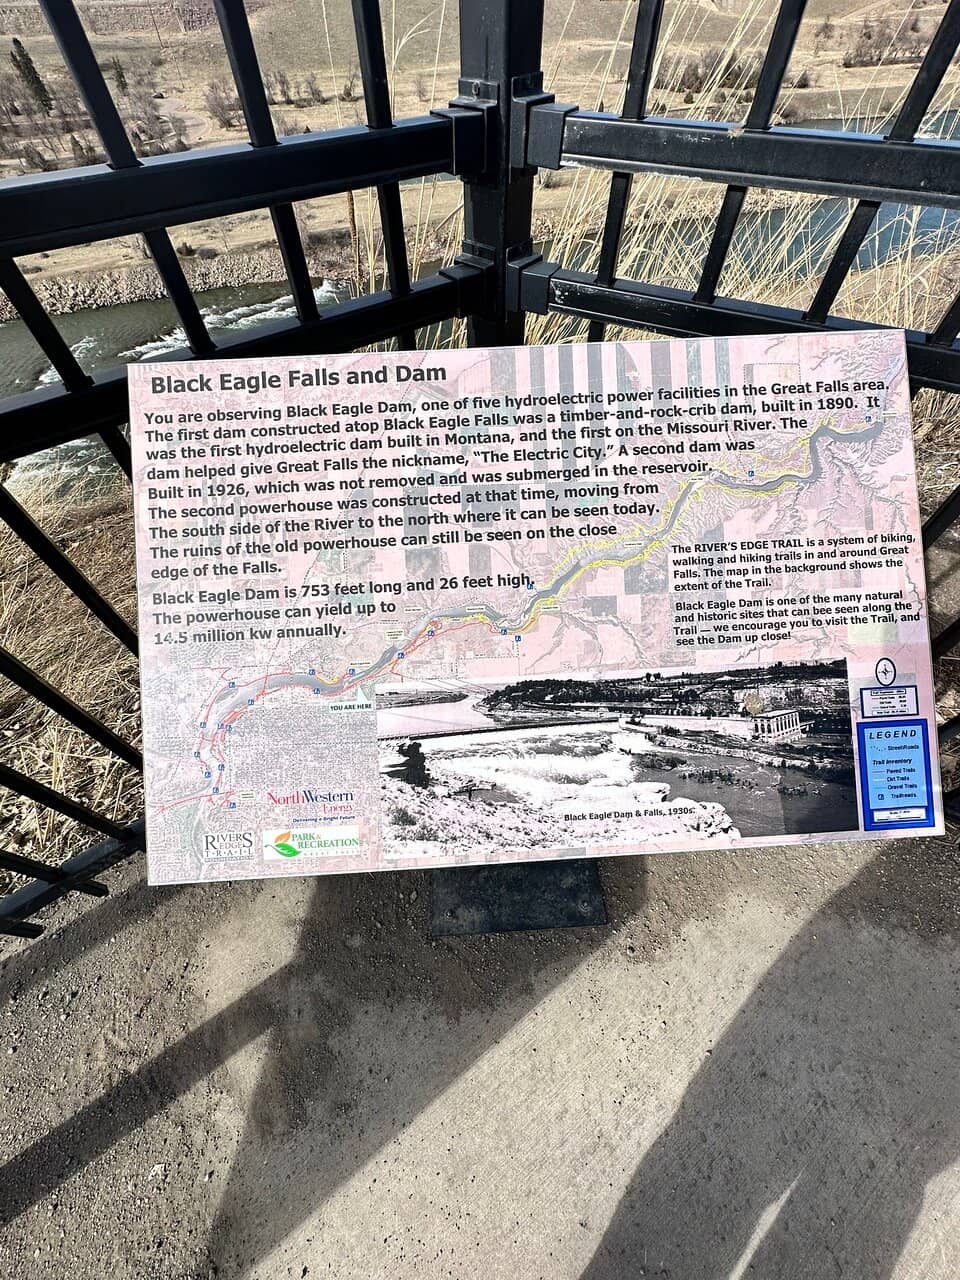 Black Eagle Falls and Dam
You are observing Black Eagle Dam, one of five hydroelectric power facilities in the Great Falls area.
The first dam constructed atop Black Eagle Falls was a timber-and-rock-crib dam, built in 1890. It
was the first hydroelectric dam built in Montana, and the first on the Missouri River. The
dam helped give Great Falls the nickname, “The Electric City.” A second dam was
Built in 1926, which was not removed and was submerged in the reservoir.
The second powerhouse was constructed at that time, moving from
The south side of the River to the north where it can be seen today.
The ruins of the old powerhouse can still be seen on the close
edge of the Falls.
Black Eagle Dam is 753 feet long and 26 feet high.
The powerhouse can yield up to
14.5 million kw annually.
The RIVER'S EDGE TRAIL is a system of biking,
walking and hiking trails in and around Great
Falls. The map in the background shows the
extent of the Trail.
Black Eagle Dam is one of the many natural
and historic sites that can bee seen along the
Trail — we encourage you to visit the Trail, and
see the Dam up close!
YOU ARE HERE
Black Eagle Dam & Falls, 1930s
LEGEND
Street/Roads
Trail Inventory
Paved Trails
Dirt Trails
Gravel Trails
Trailheads
NorthWestern
Energy
Delivering a Bright Future
RIVER'S
EDGE
TRAIL
PARK &
RECREATION
GREAT FALLS